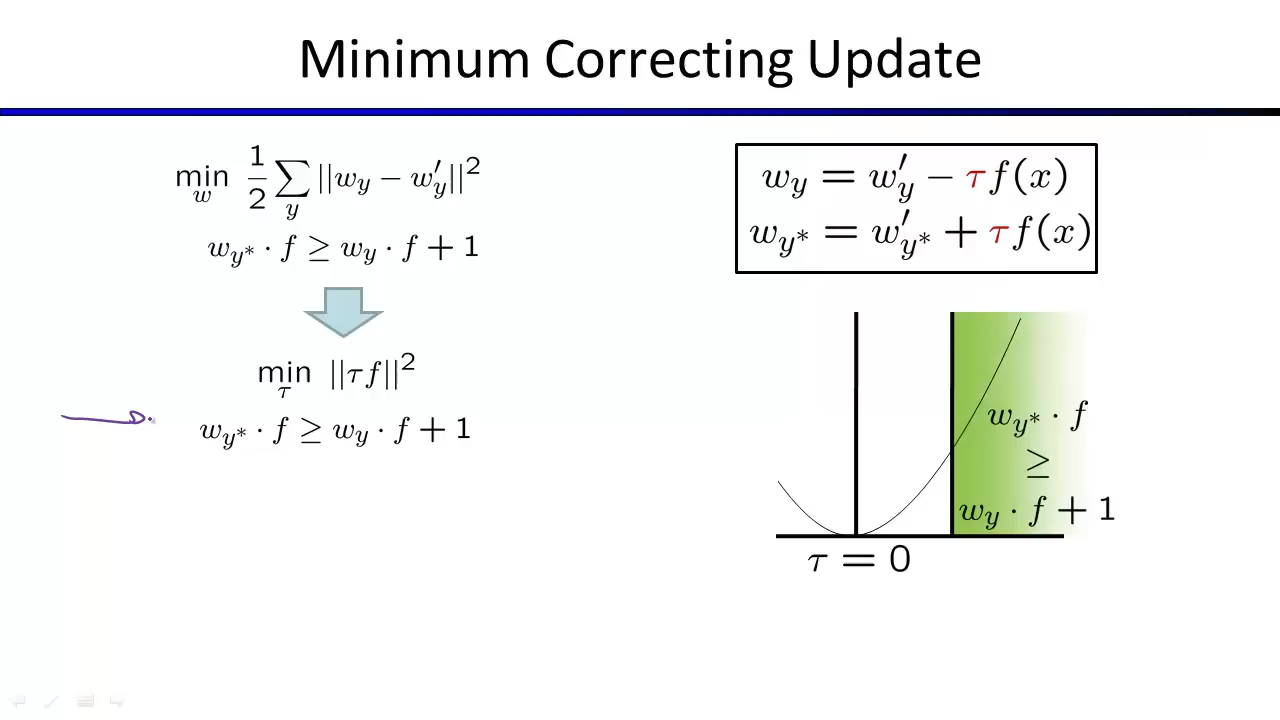 Minimum Correcting Update
min_w 1/2 ∑_y ||w_y − w′_y||²
w_{y*} · f ≥ w_y · f + 1
min_τ ||τf||²
w_{y*} · f ≥ w_y · f + 1
w_y = w′_y − τf(x)
w_{y*} = w′_{y*} + τf(x)
w_{y*} · f
≥
w_y · f + 1
τ = 0